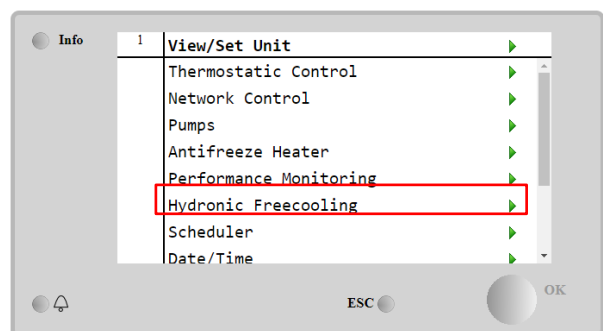 Info
1 View/Set Unit
Thermostatic Control
Network Control
Pumps
Antifreeze Heater
Performance Monitoring
Hydronic Freecooling
Scheduler
Date/Time
ESC
OK